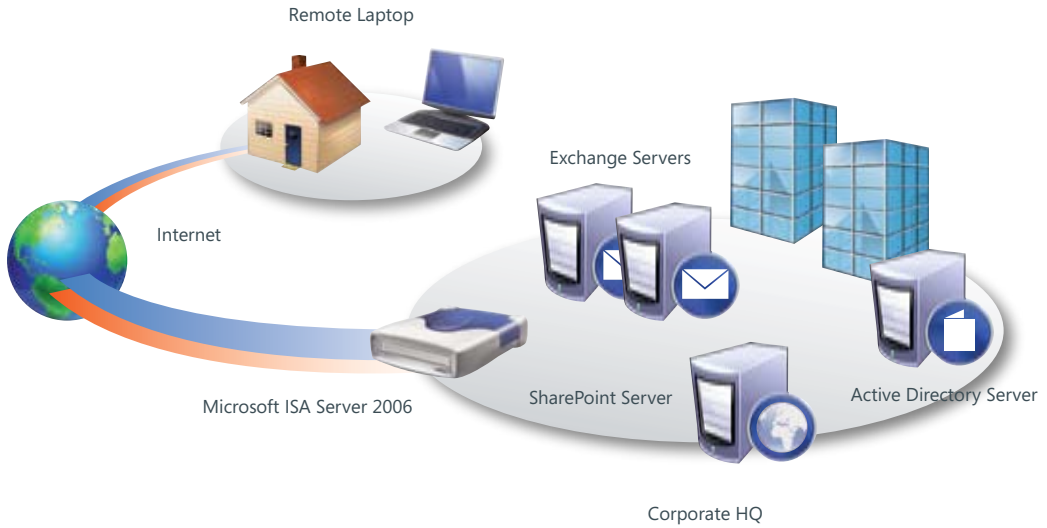 Remote Laptop
Exchange Servers
Internet
SharePoint Server
Active Directory Server
Microsoft ISA Server 2006
Corporate HQ